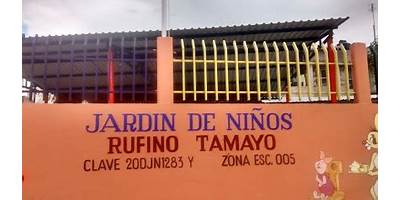 JARDIN DE NIÑOS
RUFINO TAMAYO
CLAVE 20DJN1283 Y ZONA ESC. 005